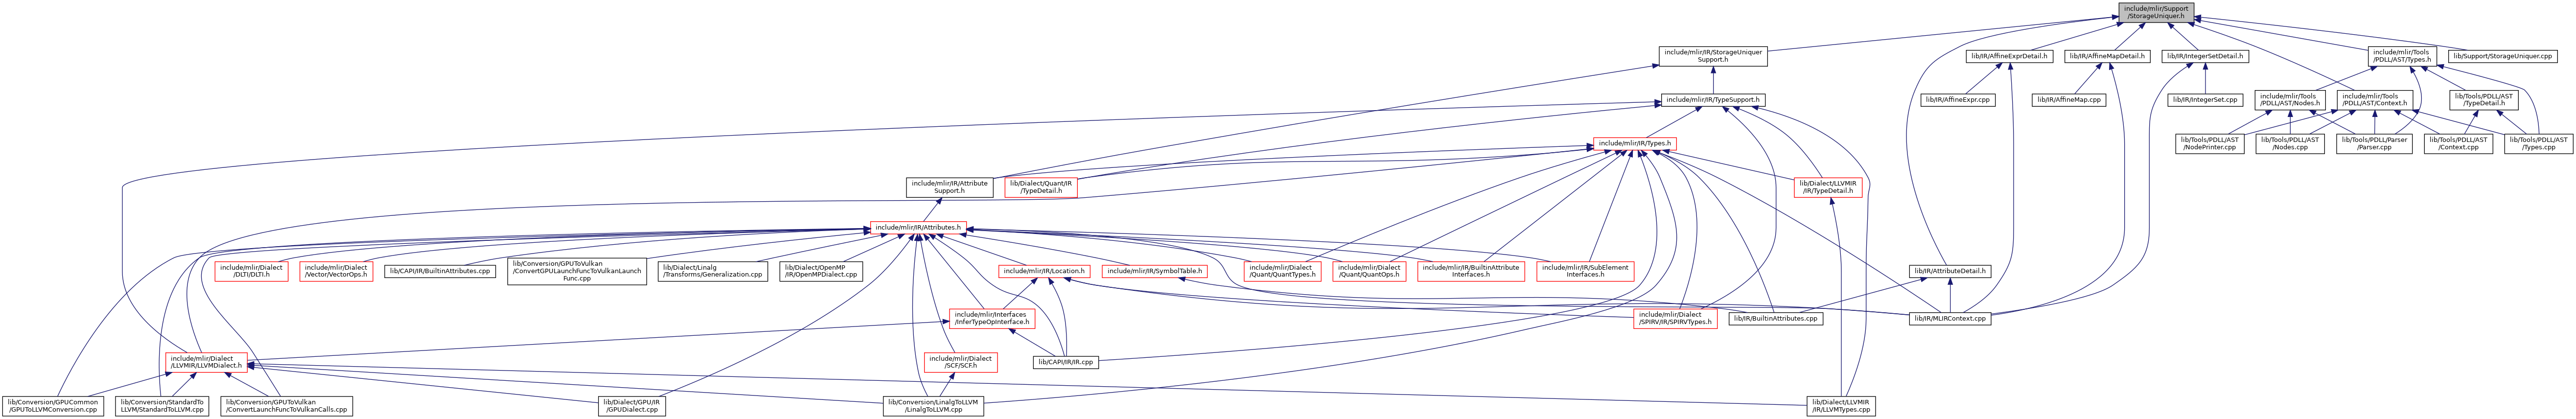 include/mlir/Support
/StorageUniquer.h
include/mlir/IR/StorageUniquer
Support.h
lib/IR/AffineExprDetail.h
lib/IR/AffineMapDetail.h
lib/IR/IntegerSetDetail.h
include/mlir/Tools
/PDLL/AST/Types.h
lib/Support/StorageUniquer.cpp
include/mlir/IR/TypeSupport.h
lib/IR/AffineExpr.cpp
lib/IR/AffineMap.cpp
lib/IR/IntegerSet.cpp
include/mlir/Tools
/PDLL/AST/Nodes.h
include/mlir/Tools
/PDLL/AST/Context.h
lib/Tools/PDLL/AST
/TypeDetail.h
include/mlir/IR/Types.h
lib/Tools/PDLL/AST
/NodePrinter.cpp
lib/Tools/PDLL/AST
/Nodes.cpp
lib/Tools/PDLL/Parser
/Parser.cpp
lib/Tools/PDLL/AST
/Context.cpp
lib/Tools/PDLL/AST
/Types.cpp
include/mlir/IR/Attribute
Support.h
lib/Dialect/Quant/IR
/TypeDetail.h
lib/Dialect/LLVMIR
/IR/TypeDetail.h
include/mlir/IR/Attributes.h
include/mlir/Dialect
/DLTI/DLTI.h
include/mlir/Dialect
/Vector/VectorOps.h
lib/CAPI/IR/BuiltinAttributes.cpp
lib/Conversion/GPUToVulkan
/ConvertGPULaunchFuncToVulkanLaunch
Func.cpp
lib/Dialect/Linalg
/Transforms/Generalization.cpp
lib/Dialect/OpenMP
/IR/OpenMPDialect.cpp
include/mlir/IR/Location.h
include/mlir/IR/SymbolTable.h
include/mlir/Dialect
/Quant/QuantTypes.h
include/mlir/Dialect
/Quant/QuantOps.h
include/mlir/IR/BuiltinAttribute
Interfaces.h
include/mlir/IR/SubElement
Interfaces.h
lib/IR/AttributeDetail.h
include/mlir/Interfaces
/InferTypeOpInterface.h
include/mlir/Dialect
/SPIRV/IR/SPIRVTypes.h
lib/IR/BuiltinAttributes.cpp
lib/IR/MLIRContext.cpp
include/mlir/Dialect
/LLVMIR/LLVMDialect.h
include/mlir/Dialect
/SCF/SCF.h
lib/CAPI/IR/IR.cpp
lib/Conversion/GPUCommon
/GPUToLLVMConversion.cpp
lib/Conversion/StandardTo
LLVM/StandardToLLVM.cpp
lib/Conversion/GPUToVulkan
/ConvertLaunchFuncToVulkanCalls.cpp
lib/Dialect/GPU/IR
/GPUDialect.cpp
lib/Conversion/LinalgToLLVM
/LinalgToLLVM.cpp
lib/Dialect/LLVMIR
/IR/LLVMTypes.cpp